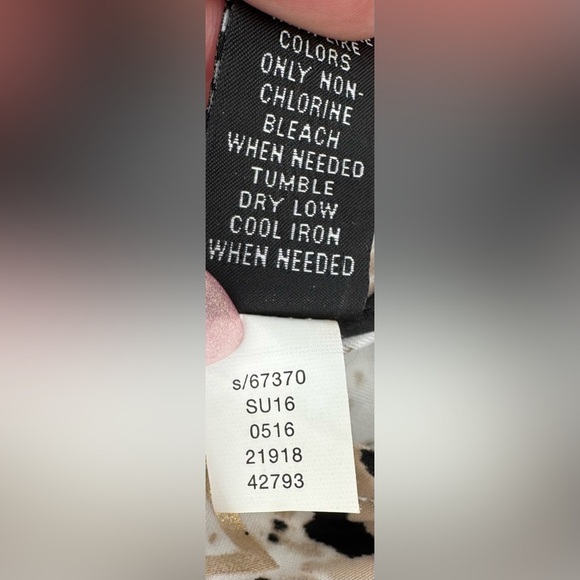 LIKE
COLORS
ONLY NON-
CHLORINE
BLEACH
WHEN NEEDED
TUMBLE
DRY LOW
COOL IRON
WHEN NEEDED
s/67370
SU16
0516
21918
42793